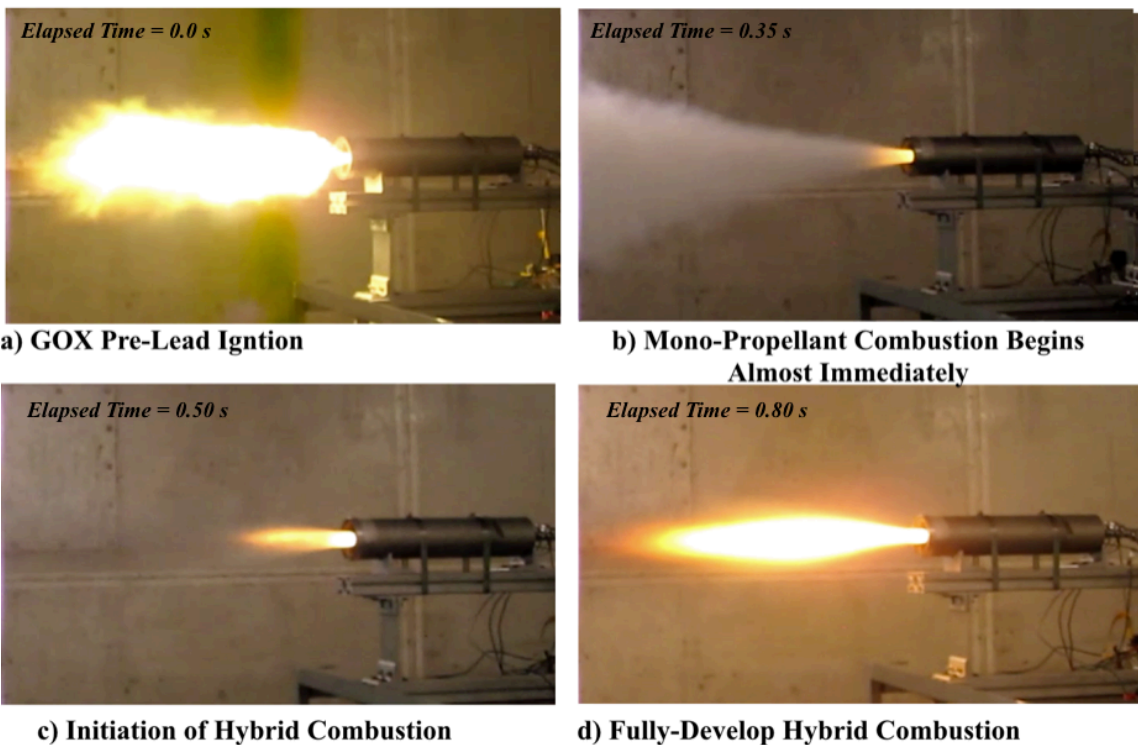 Elapsed Time = 0.0 s
Elapsed Time = 0.35 s
a) GOX Pre-Lead Igntion
b) Mono-Propellant Combustion Begins
Almost Immediately
Elapsed Time = 0.50 s
Elapsed Time = 0.80 s
c) Initiation of Hybrid Combustion
d) Fully-Develop Hybrid Combustion